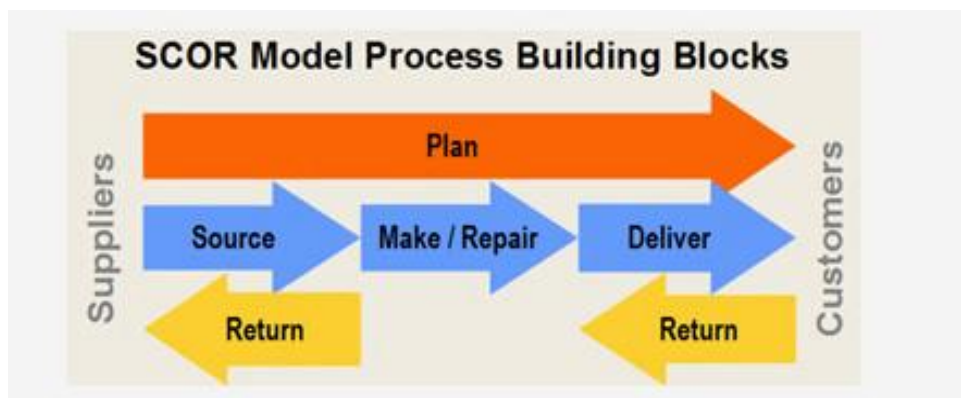 SCOR Model Process Building Blocks
Suppliers
Plan
Source
Make / Repair
Deliver
Return
Return
Customers